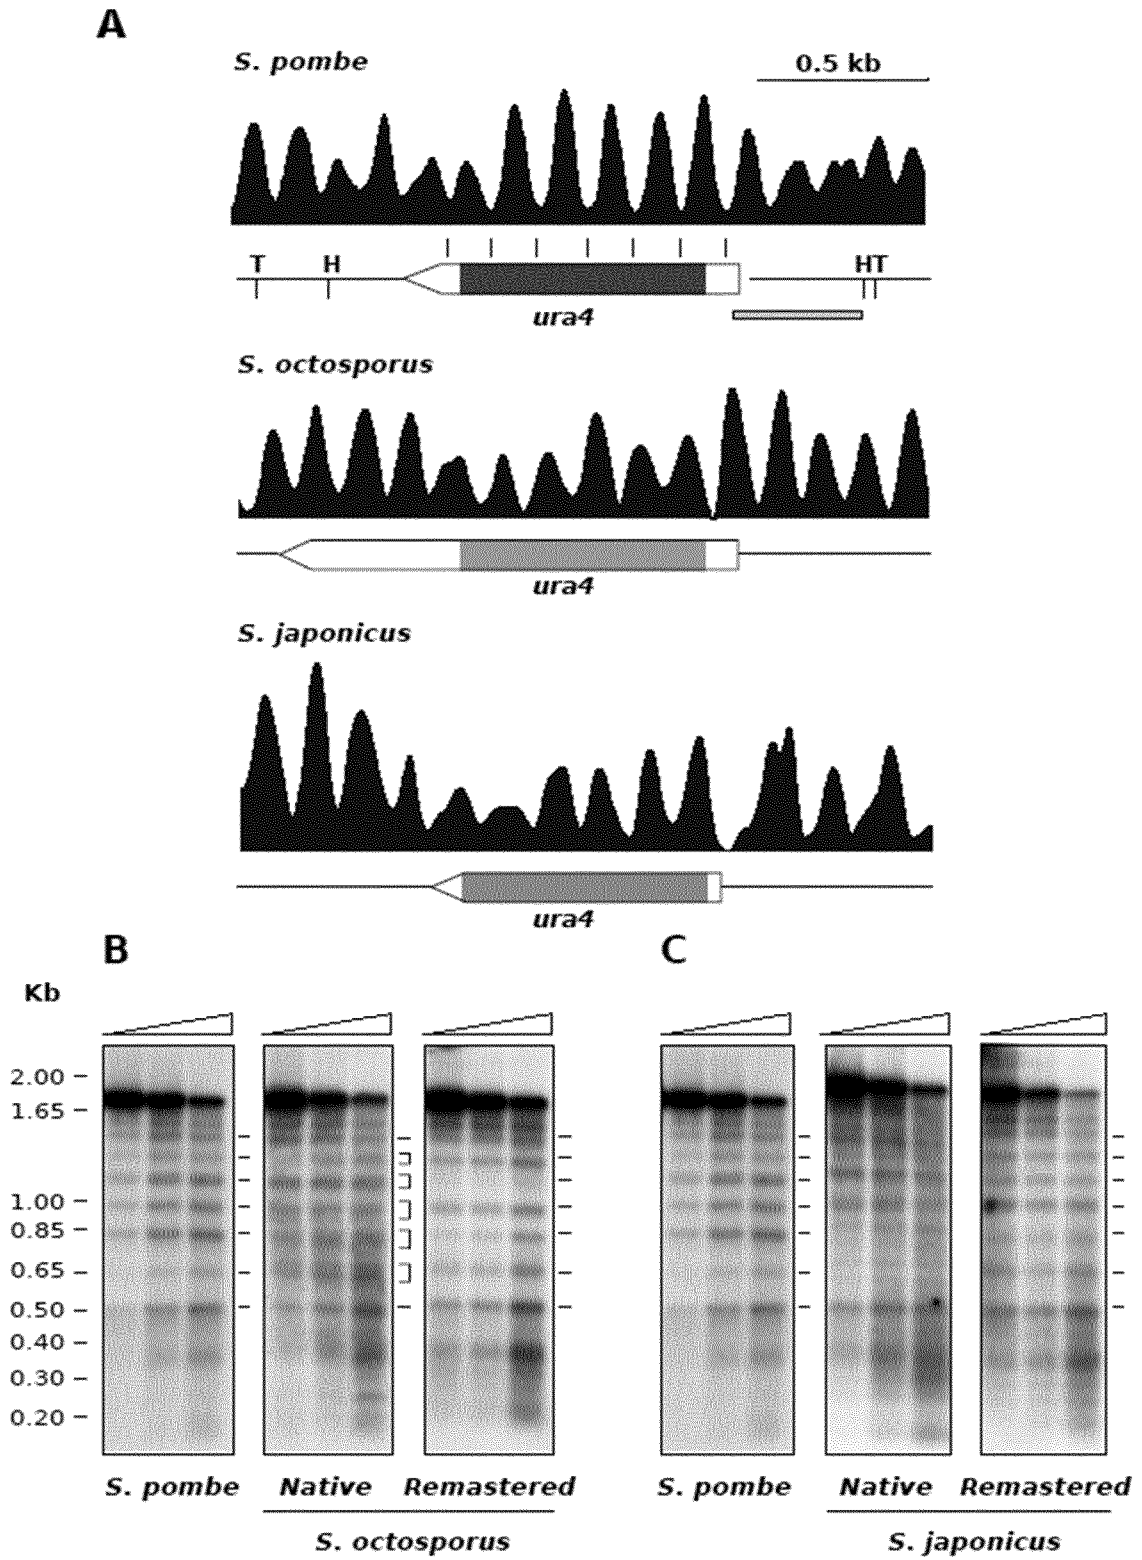 A
S. pombe
0.5 kb
T H HT
ura4
S. octosporus
ura4
S. japonicus
ura4
B C
Kb
2.00
1.65
1.00
0.85
0.65
0.50
0.40
0.30
0.20
S. pombe Native Remastered S. pombe Native Remastered
S. octosporus S. japonicus